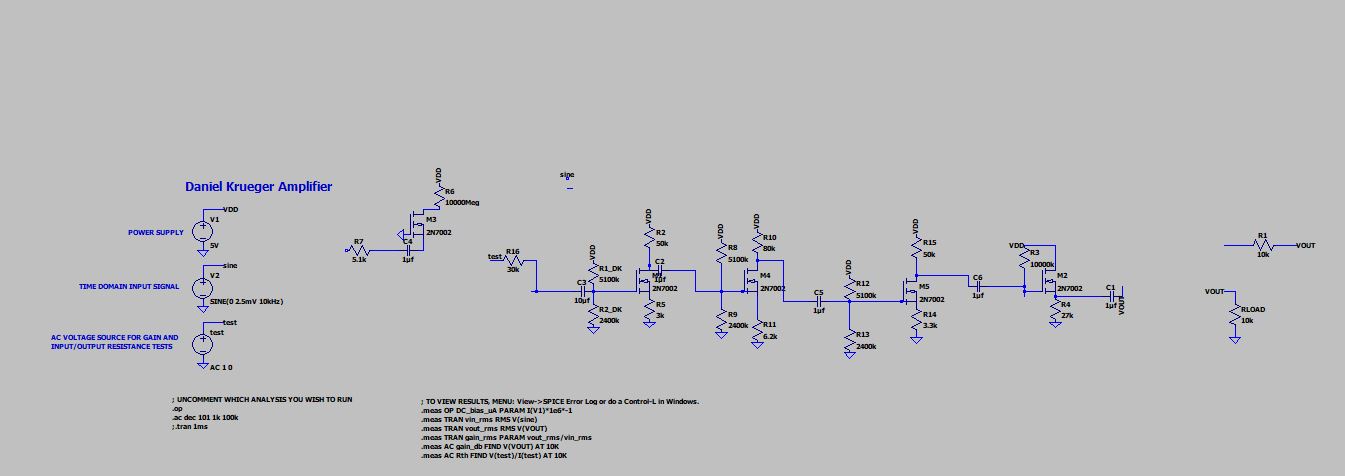 Daniel Krueger Amplifier
VDD
V1
POWER SUPPLY
5V
sine
V2
TIME DOMAIN INPUT SIGNAL
SINE(0 2.5mV 10kHz)
test
test
AC VOLTAGE SOURCE FOR GAIN AND
INPUT/OUTPUT RESISTANCE TESTS
AC 1 0
VDD
R6
10000Meg
M3
2N7002
R7
5.1k
C4
1µf
sine
test
R16
30k
C3
10µf
VDD
R1_DK
5100k
R2_DK
2400k
VDD
R2
50k
C2
1µf
2N7002
R5
3k
VDD
R8
5100k
R9
2400k
VDD
R10
80k
M4
2N7002
R11
6.2k
C5
1µf
VDD
R12
5100k
R13
2400k
VDD
R15
50k
M5
2N7002
R14
3.3k
C6
1µf
VDD
R3
10000k
M2
2N7002
R4
27k
C1
1µf
VOUT
R1
10k
VOUT
VOUT
RLOAD
10k
; UNCOMMENT WHICH ANALYSIS YOU WISH TO RUN
.op
.ac dec 101 1k 100k
;.tran 1ms
; TO VIEW RESULTS, MENU: View->SPICE Error Log or do a Control-L in Windows.
.meas OP DC_bias_uA PARAM I(V1)*1e6*-1
.meas TRAN vin_rms RMS V(sine)
.meas TRAN vout_rms RMS V(VOUT)
.meas TRAN gain_rms PARAM vout_rms/vin_rms
.meas AC gain_db FIND V(VOUT) AT 10K
.meas AC Rth FIND V(test)/I(test) AT 10K